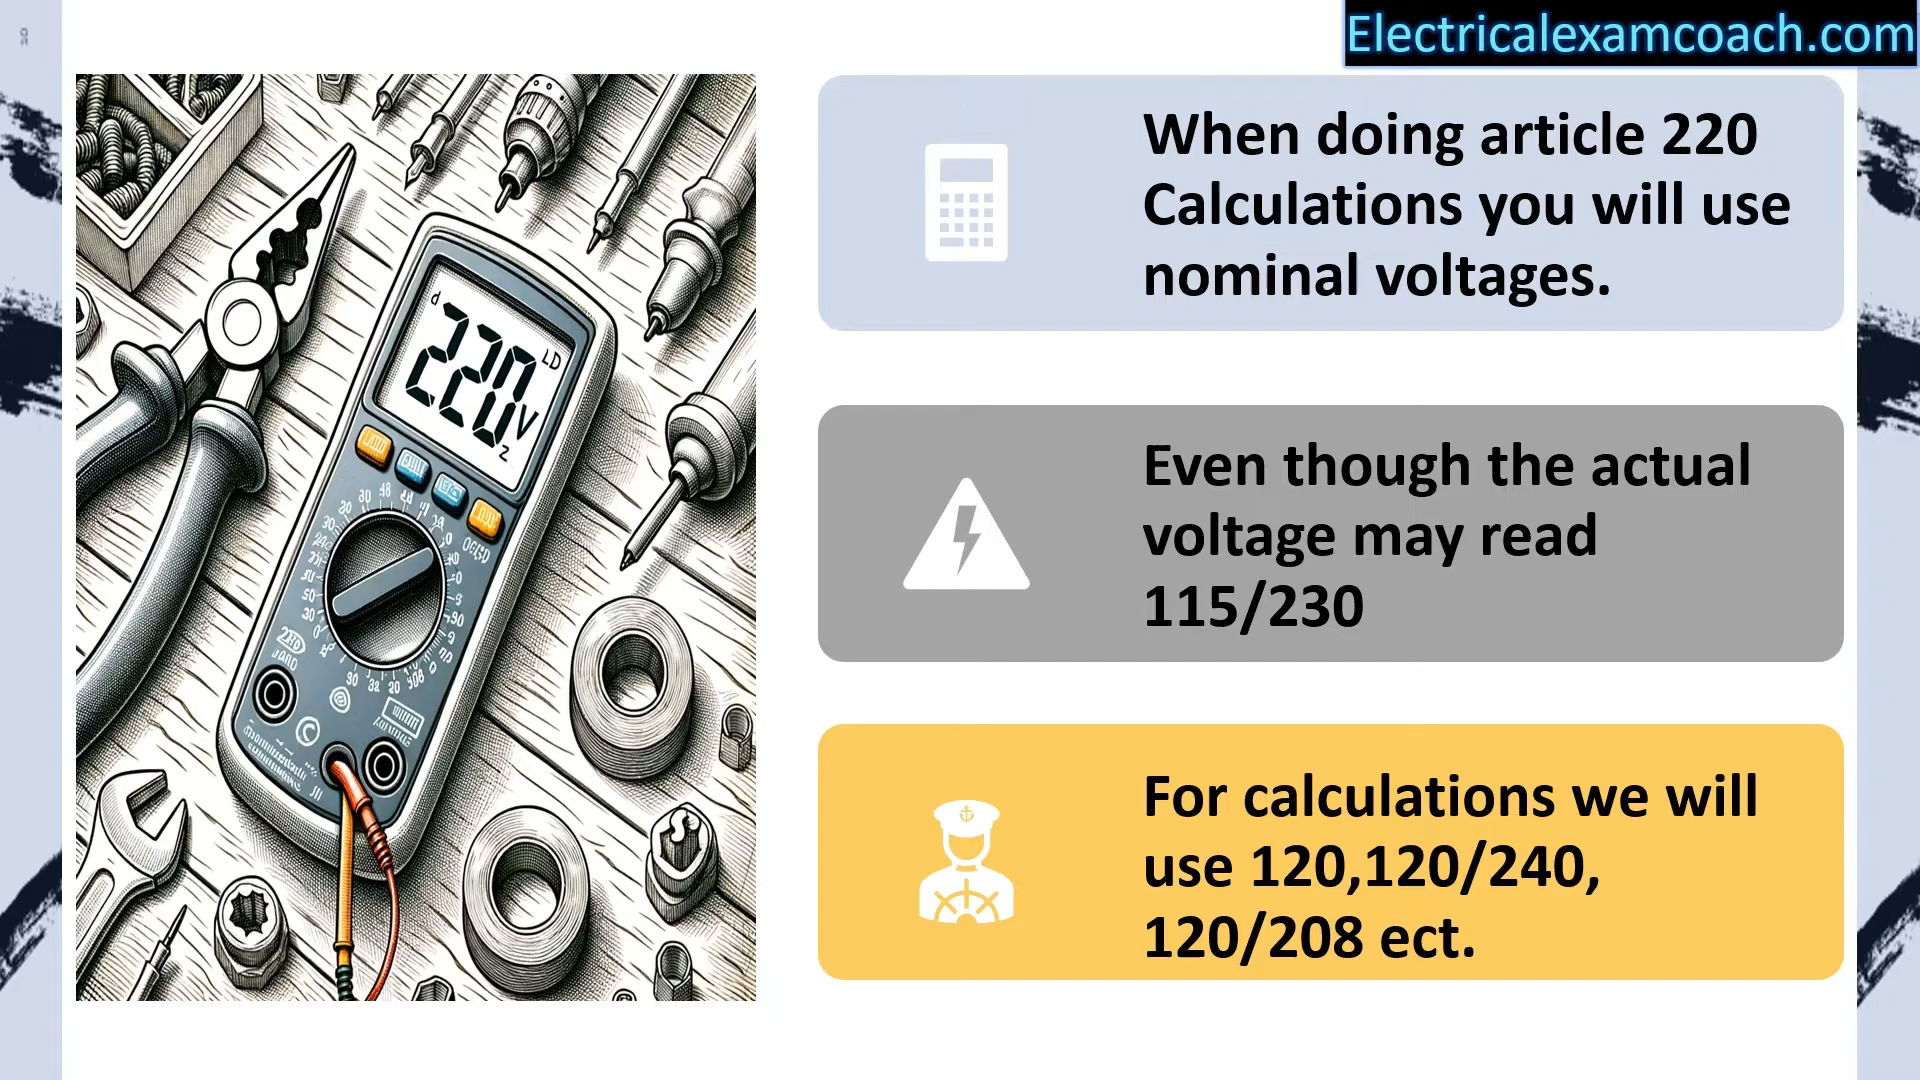 Electricalexamcoach.com
When doing article 220
Calculations you will use
nominal voltages.
Even though the actual
voltage may read
115/230
For calculations we will
use 120,120/240,
120/208 ect.
220
V